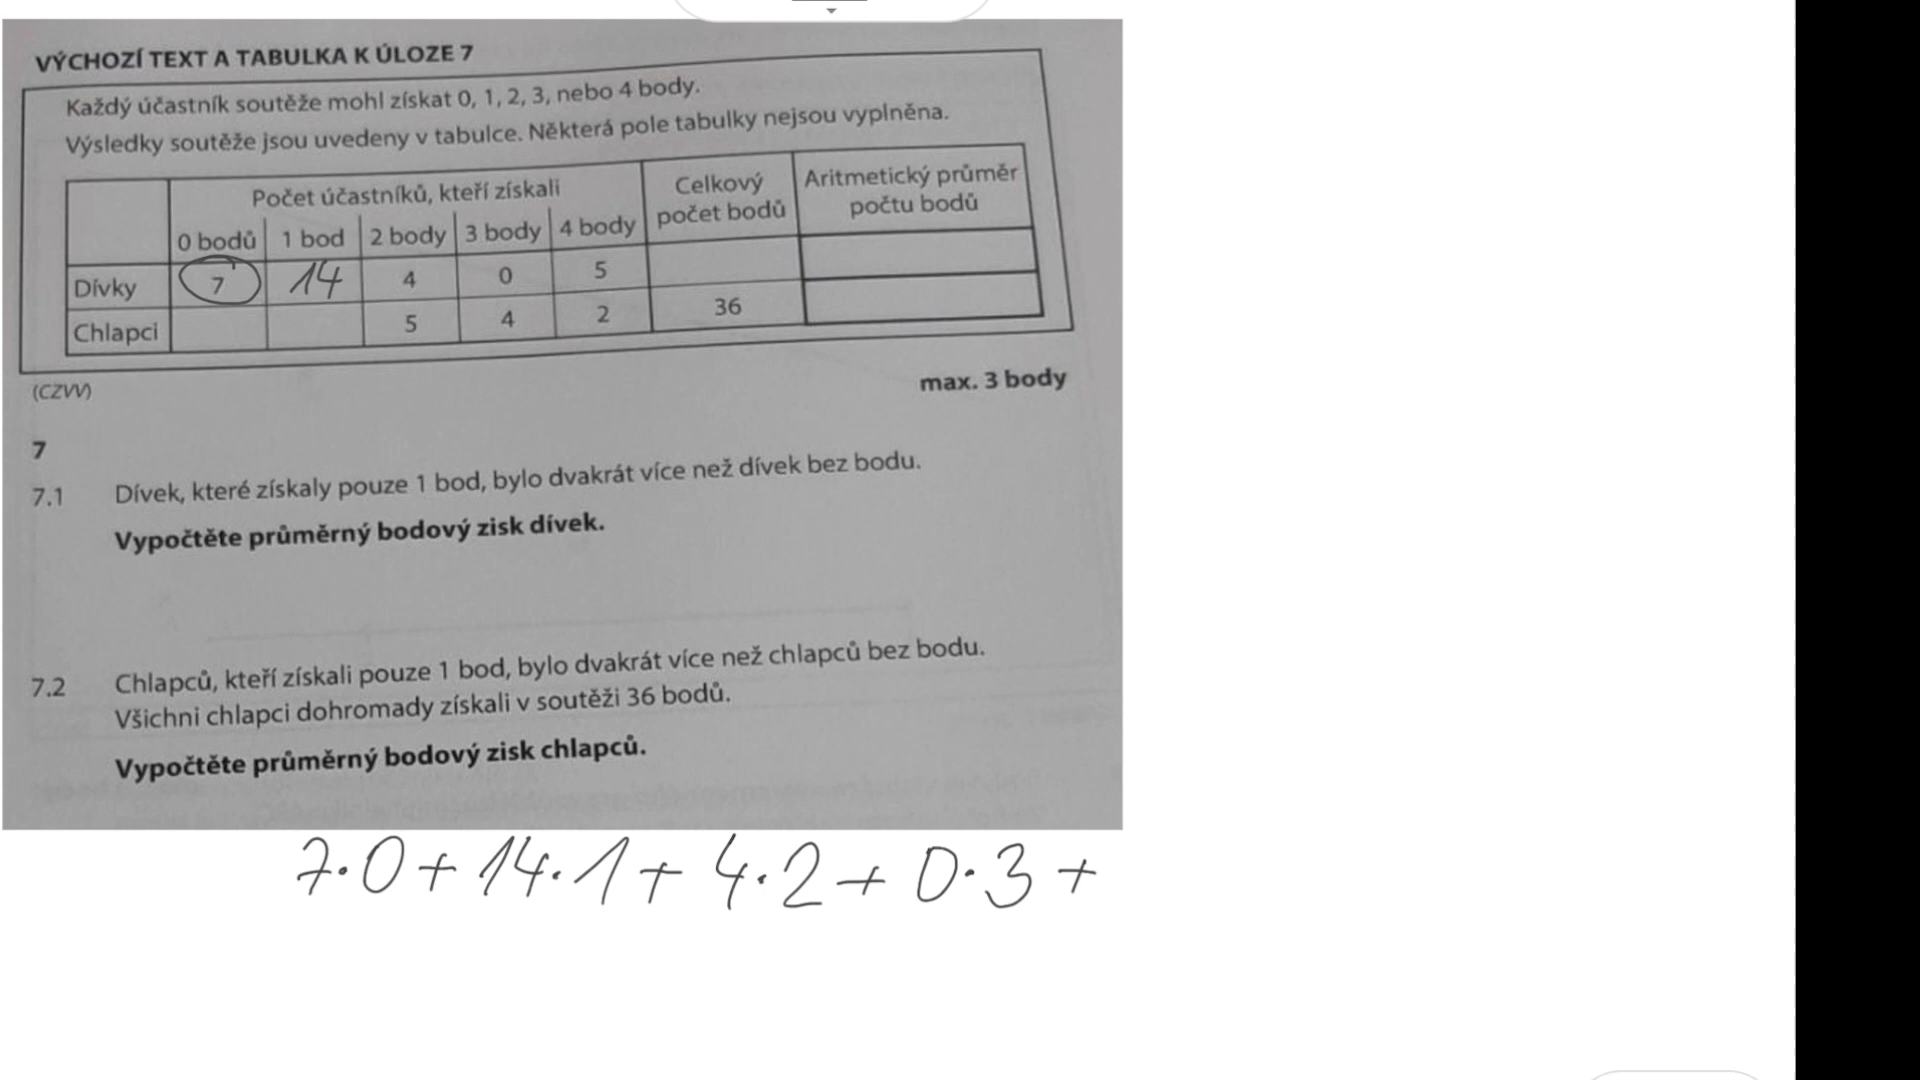 VÝCHOZÍ TEXT A TABULKA K ÚLOZE 7
Každý účastník soutěže mohl získat 0, 1, 2, 3, nebo 4 body.
Výsledky soutěže jsou uvedeny v tabulce. Některá pole tabulky nejsou vyplněna.
Počet účastníků, kteří získali
Celkový počet bodů
Aritmetický průměr počtu bodů
0 bodů 1 bod 2 body 3 body 4 body
Dívky 7 14 4 0 5
Chlapci 5 4 2 36
(CZVV)
max. 3 body
7
7.1 Dívek, které získaly pouze 1 bod, bylo dvakrát více než dívek bez bodu.
Vypočtěte průměrný bodový zisk dívek.
7.2 Chlapců, kteří získali pouze 1 bod, bylo dvakrát více než chlapců bez bodu.
Všichni chlapci dohromady získali v soutěži 36 bodů.
Vypočtěte průměrný bodový zisk chlapců.
7·0+14·1+4·2+0·3+